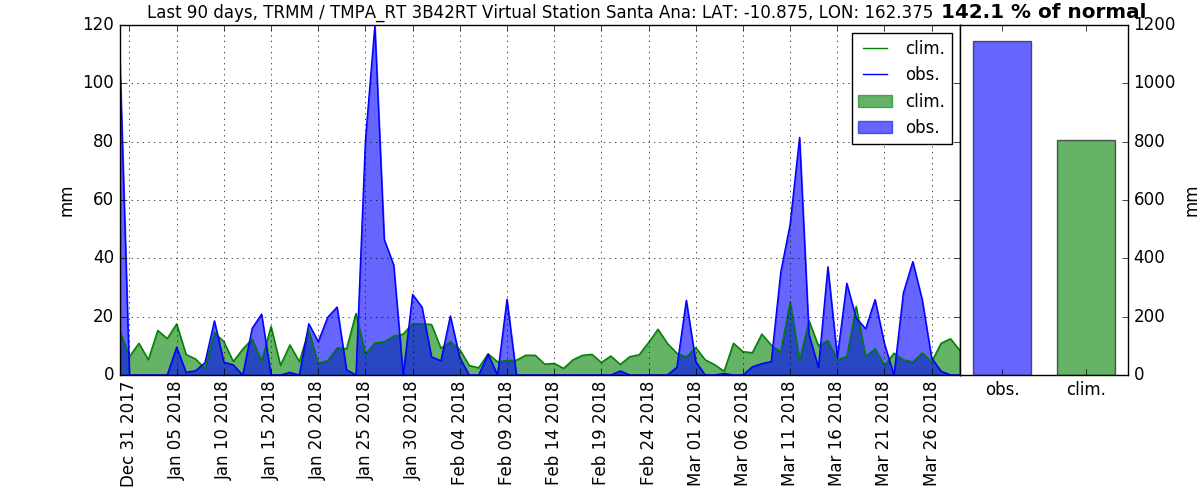 Last 90 days, TRMM / TMPA_RT 3B42RT Virtual Station Santa Ana: LAT: -10.875, LON: 162.375 142.1 % of normal
120
100
80
60
40
20
0
mm
clim.
obs.
clim.
obs.
Dec 31 2017
Jan 05 2018
Jan 10 2018
Jan 15 2018
Jan 20 2018
Jan 25 2018
Jan 30 2018
Feb 04 2018
Feb 09 2018
Feb 14 2018
Feb 19 2018
Feb 24 2018
Mar 01 2018
Mar 06 2018
Mar 11 2018
Mar 16 2018
Mar 21 2018
Mar 26 2018
1200
1000
800
600
400
200
0
mm
obs.
clim.